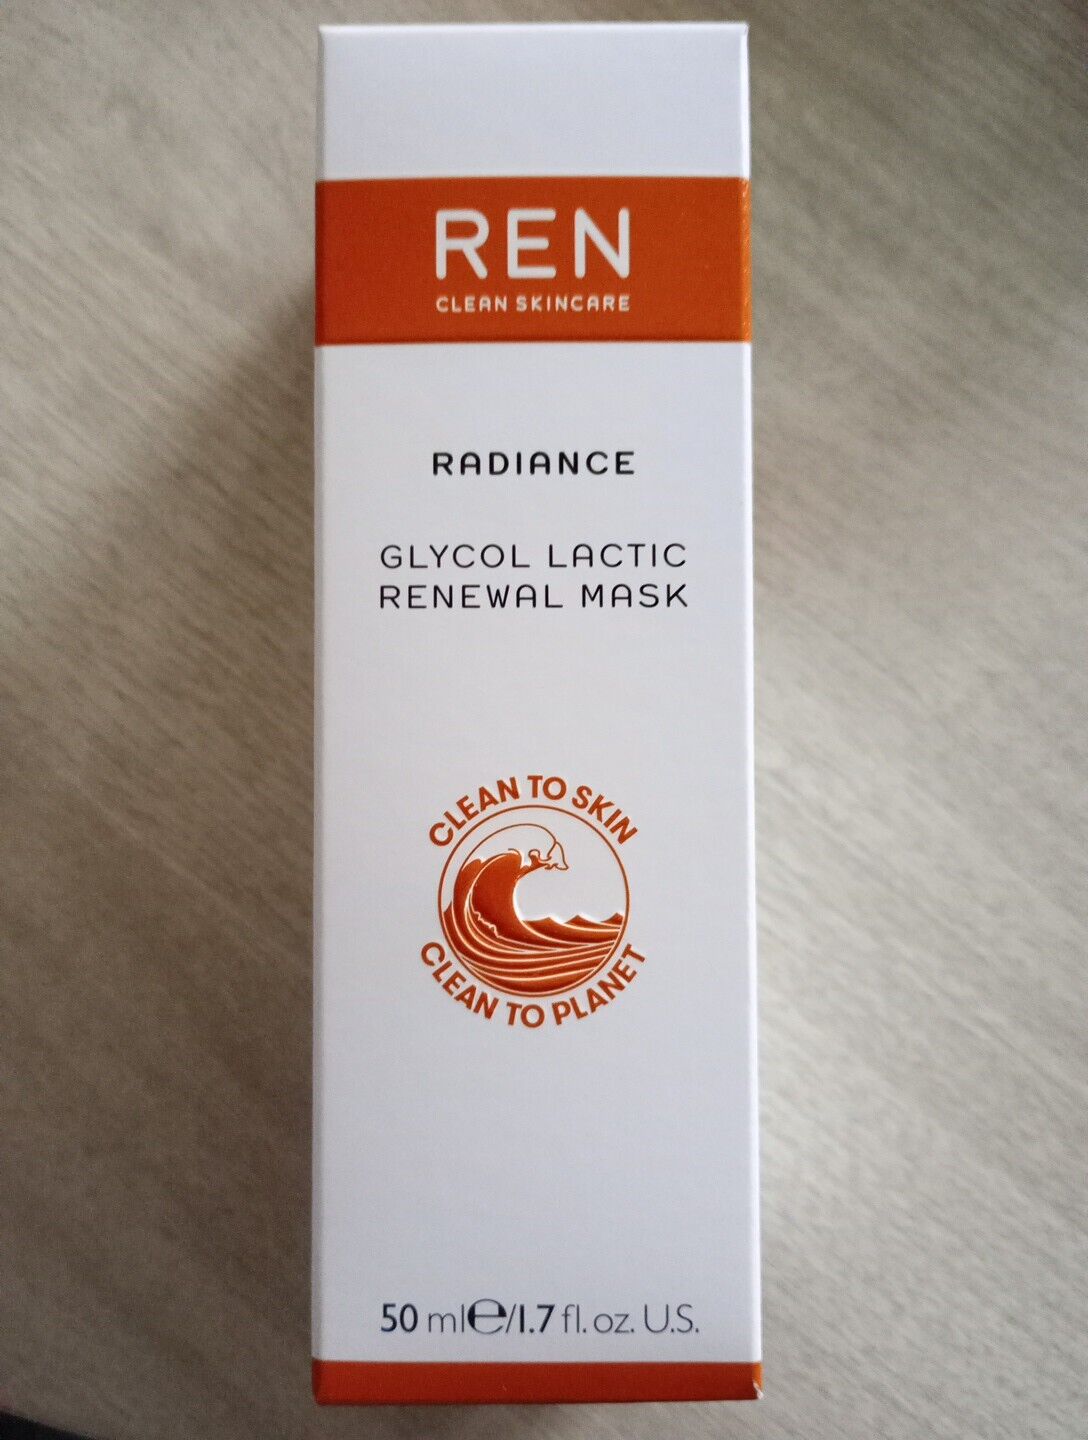 REN
CLEAN SKINCARE
RADIANCE
GLYCOL LACTIC
RENEWAL MASK
CLEAN TO SKIN
CLEAN TO PLANET
50 ml℮/1.7 fl. oz. U.S.